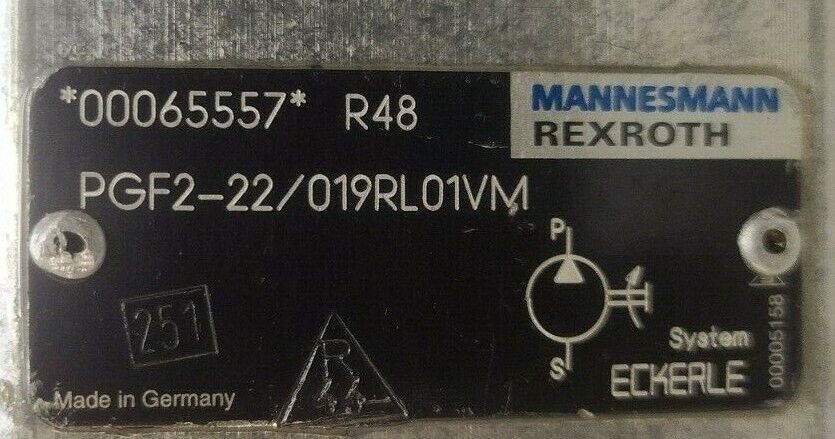 *00065557* R48
MANNESMANN
REXROTH
PGF2-22/019RL01VM
P
S
251
R
System
ECKERLE
00005158
Made in Germany